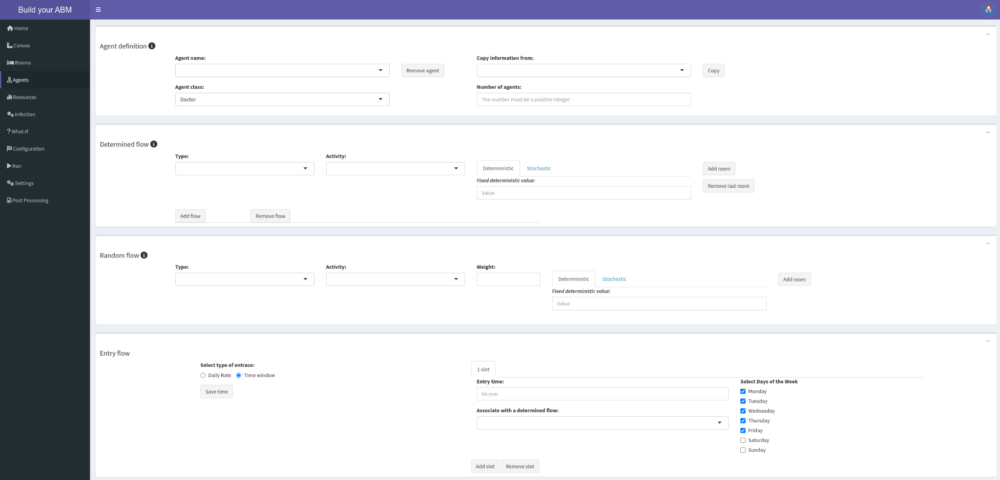 Build your ABM
Home
Canvas
Rooms
Agents
Resources
Infection
What-If
Configuration
Run
Settings
Post Processing
Agent definition
Agent name:
Remove agent
Copy information from:
Copy
Agent class:
Doctor
Number of agents:
The number must be a positive integer
Determined flow
Type:
Activity:
Deterministic Stochastic
Fixed deterministic value:
Value
Add room
Remove last room
Add flow
Remove flow
Random flow
Type:
Activity:
Weight:
Deterministic Stochastic
Fixed deterministic value:
Value
Add room
Entry flow
Select type of entrace:
Daily Rate Time window
Save time
1 slot
Entry time:
hh:mm
Associate with a determined flow:
Select Days of the Week
Monday
Tuesday
Wednesday
Thursday
Friday
Saturday
Sunday
Add slot Remove slot